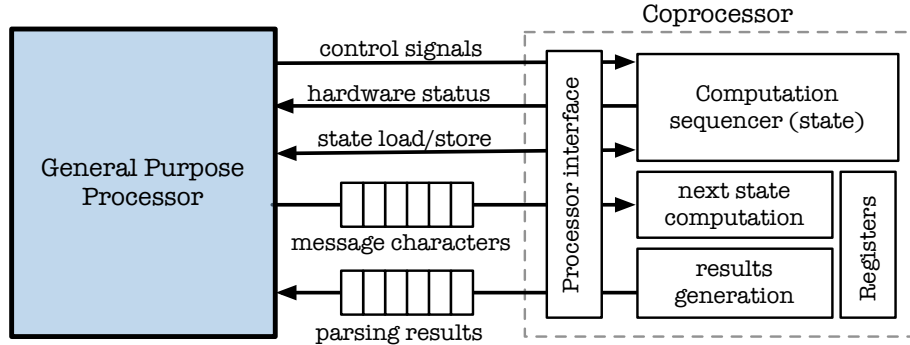 Coprocessor
control signals
hardware status
state load/store
General Purpose
Processor
message characters
parsing results
Processor interface
Computation
sequencer (state)
next state
computation
results
generation
Registers